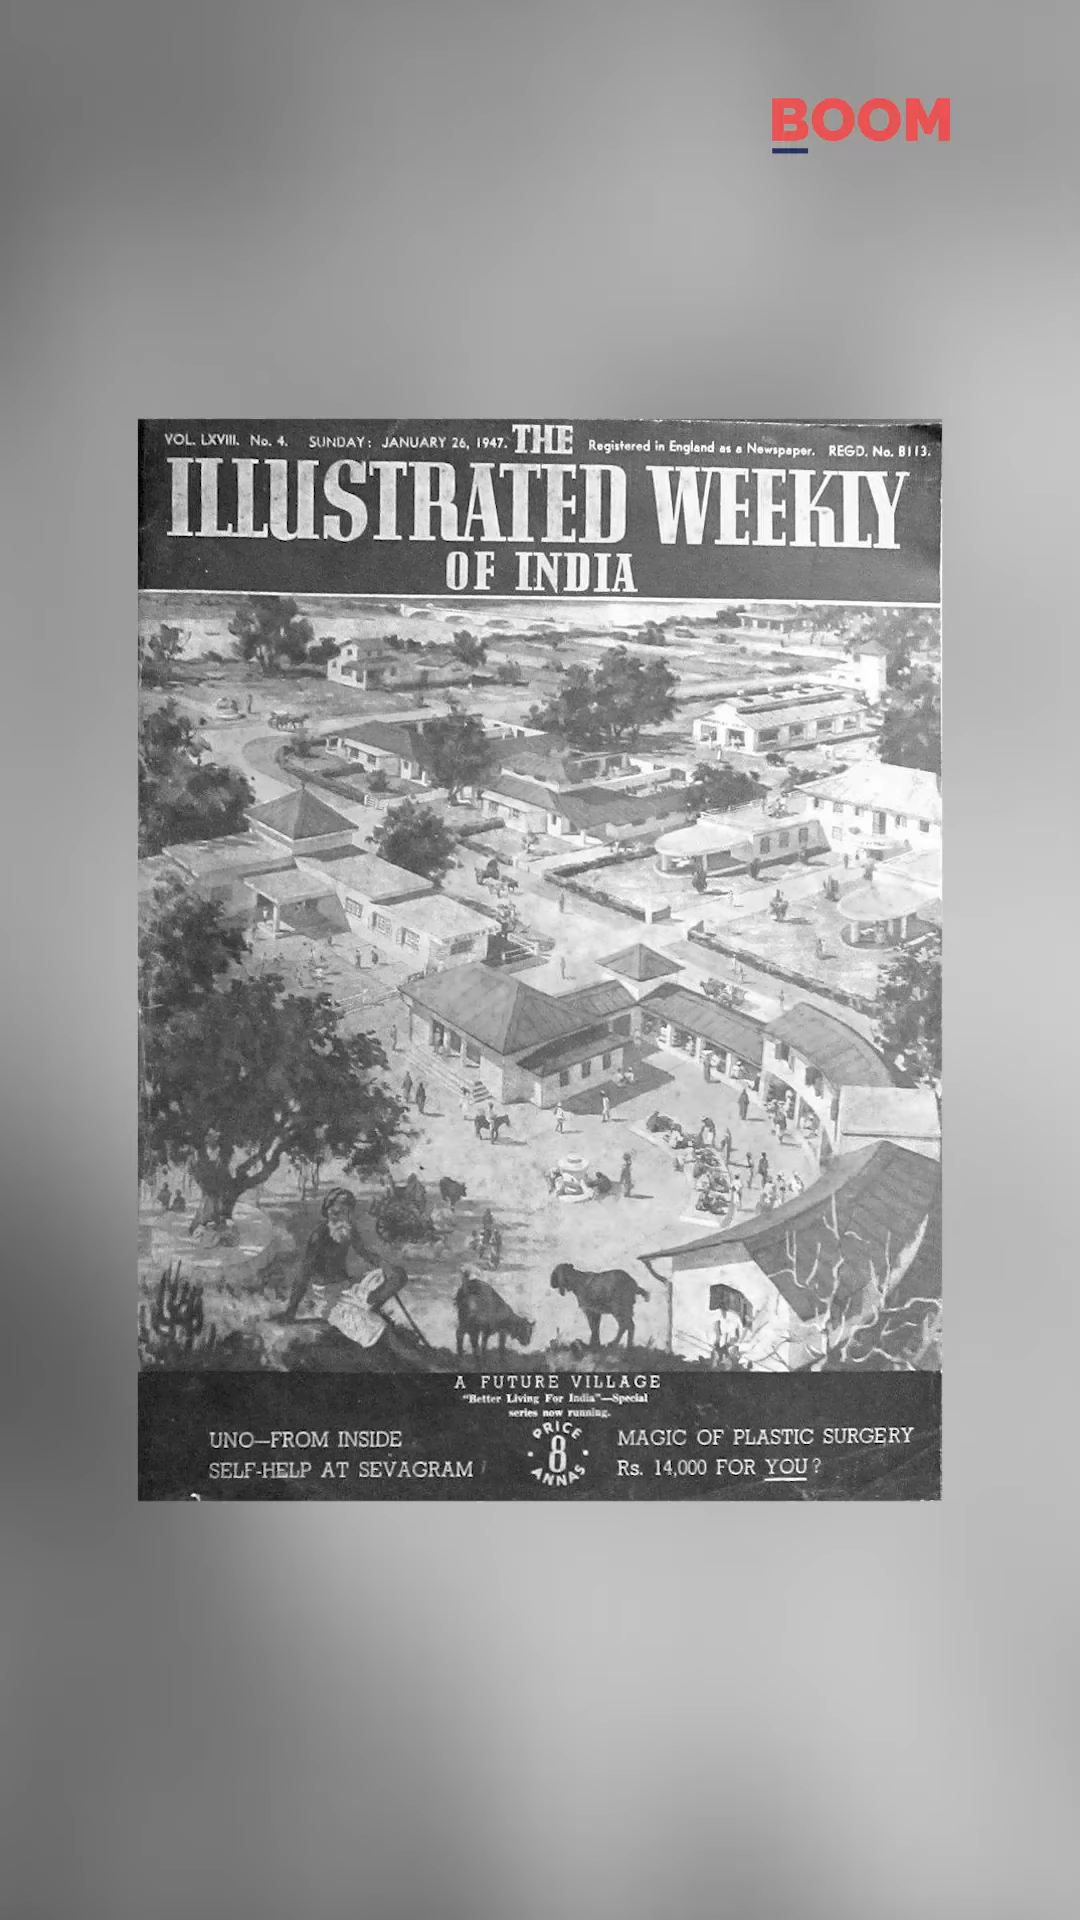 BOOM
VOL. LXVIII. No. 4. SUNDAY: JANUARY 26, 1947. THE Registered in England as a Newspaper. REGD. No. B113.
ILLUSTRATED WEEKLY
OF INDIA
A FUTURE VILLAGE
"Better Living For India"—Special
series now running.
UNO—FROM INSIDE
SELF-HELP AT SEVAGRAM
PRICE
8
ANNAS
MAGIC OF PLASTIC SURGERY
Rs. 14,000 FOR YOU?